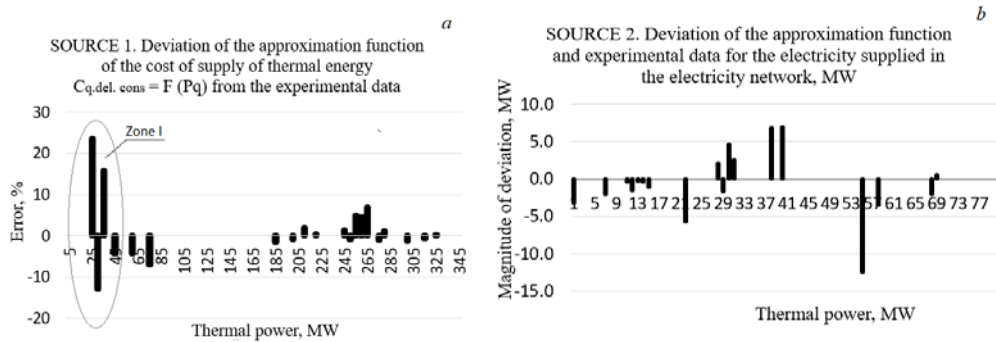 a
SOURCE 1. Deviation of the approximation function
of the cost of supply of thermal energy
Cq.del. cons = F (Pq) from the experimental data
30
20
10
0
-10
-20
Error, %
Zone I
5 25 45 65 85 105 125 145 165 185 205 225 245 265 285 305 325 345
Thermal power, MW
b
SOURCE 2. Deviation of the approximation function
and experimental data for the electricity supplied in
the electricity network, MW
10.0
5.0
0.0
-5.0
-10.0
-15.0
Magnitude of deviation, MW
1 5 9 13 17 21 25 29 33 37 41 45 49 53 57 61 65 69 73 77
Thermal power, MW